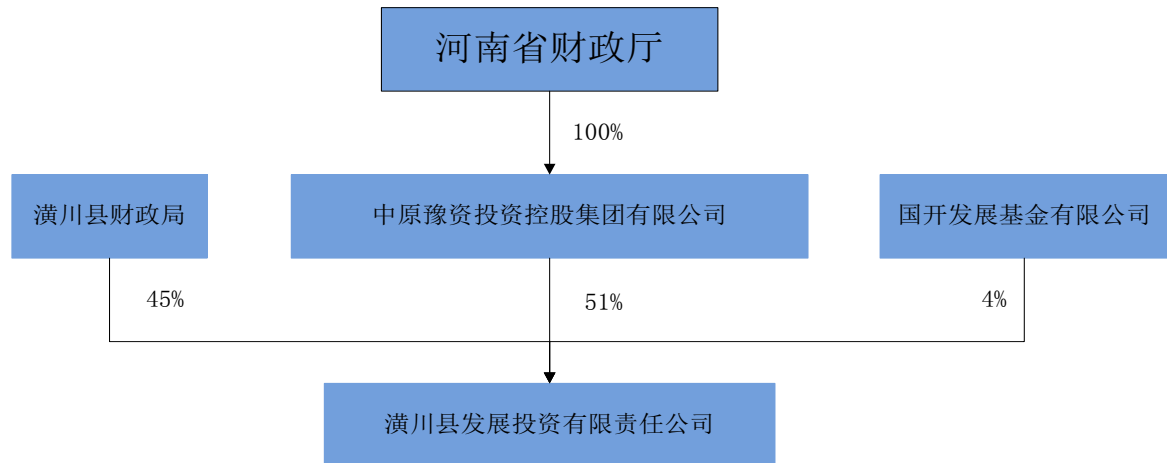 河南省财政厅
100%
潢川县财政局
中原豫资投资控股集团有限公司
国开发展基金有限公司
45%
51%
4%
潢川县发展投资有限责任公司